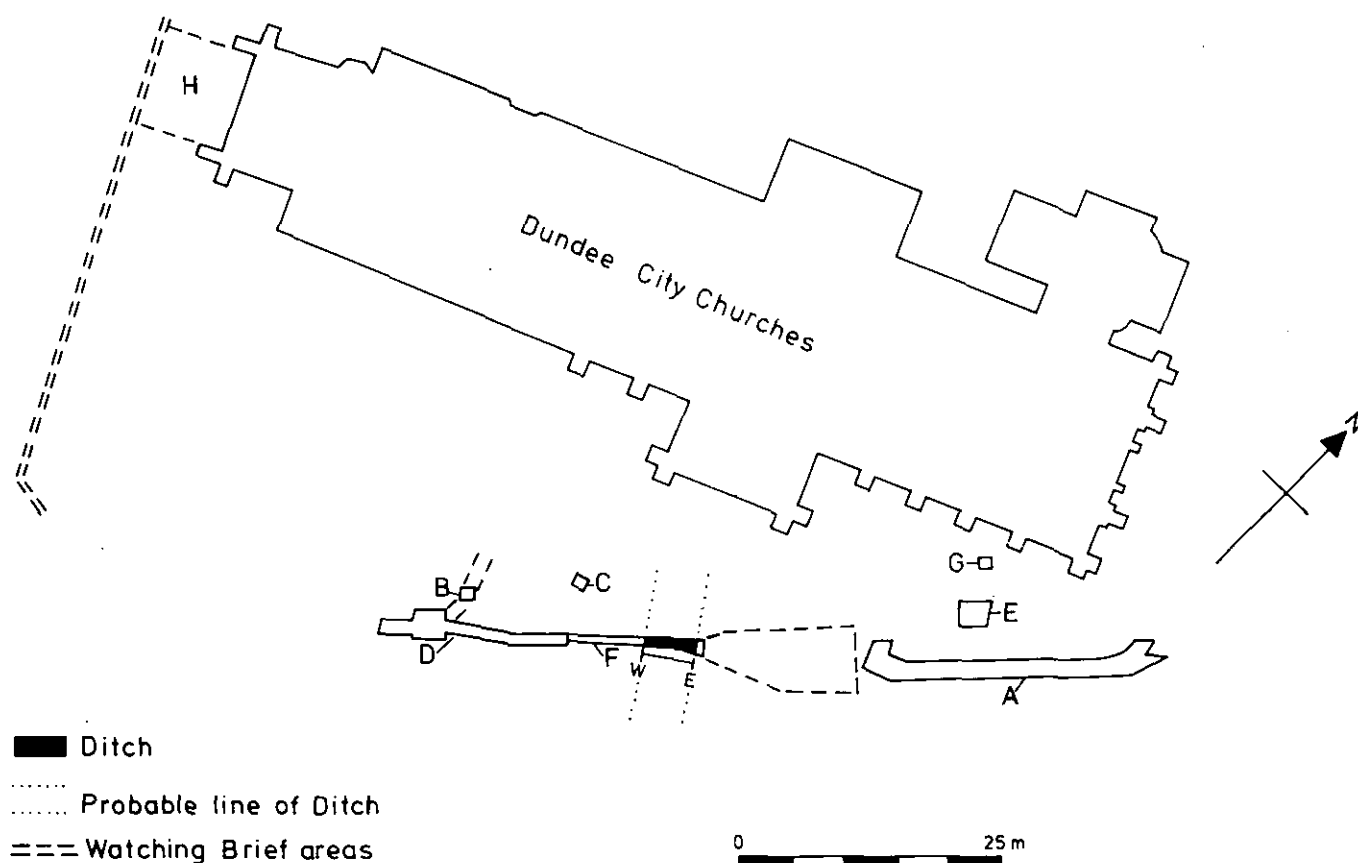 H
Dundee City Churches
N
G
B
C
E
D
F
W
E
A
Ditch
Probable line of Ditch
Watching Brief areas
0 25 m